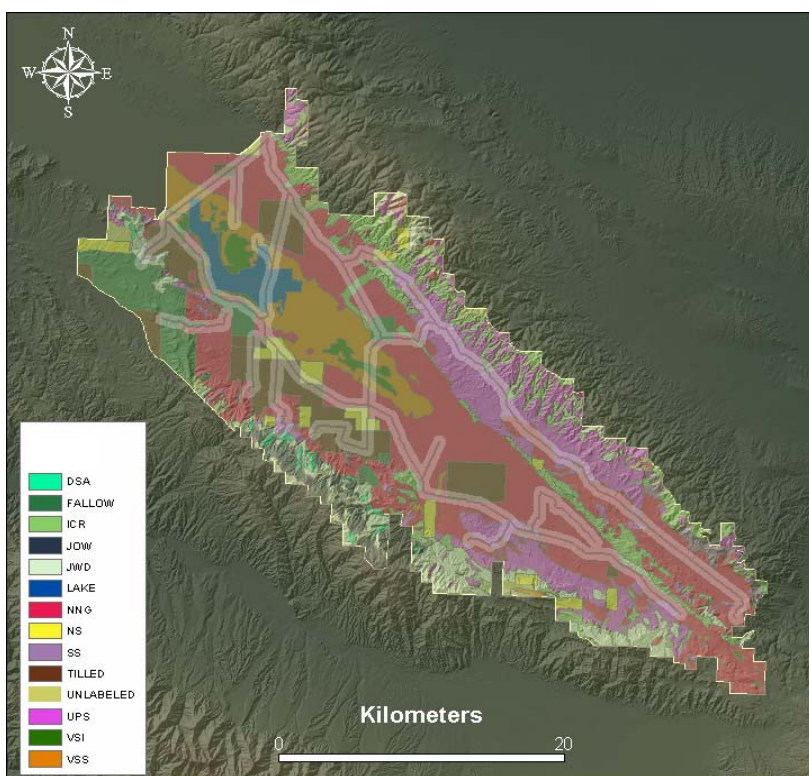 N
W E
S
DSA
FALLOW
ICR
JOW
JWD
LAKE
NNG
NS
SS
TILLED
UNLABELED
UPS
VSI
VSS
Kilometers
0 20